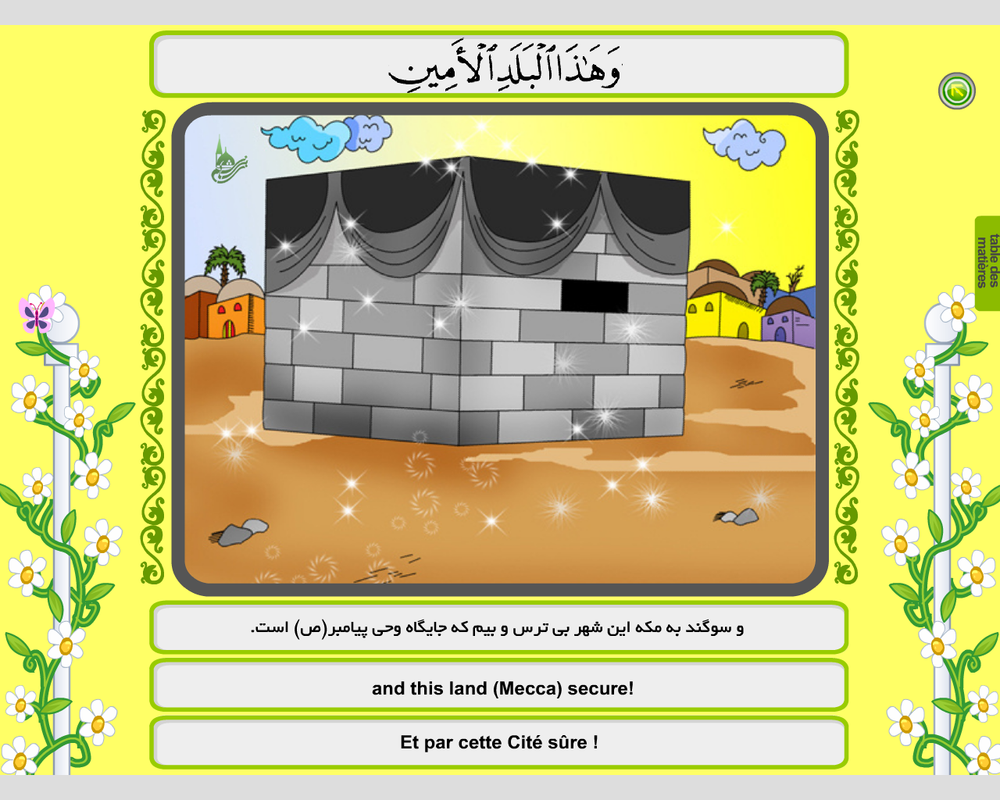 وَهَٰذَا ٱلْبَلَدِ ٱلْأَمِينِ
table des
matières
و سوگند به مکه این شهر بی ترس و بیم که جایگاه وحی پیامبر(ص) است.
and this land (Mecca) secure!
Et par cette Cité sûre !